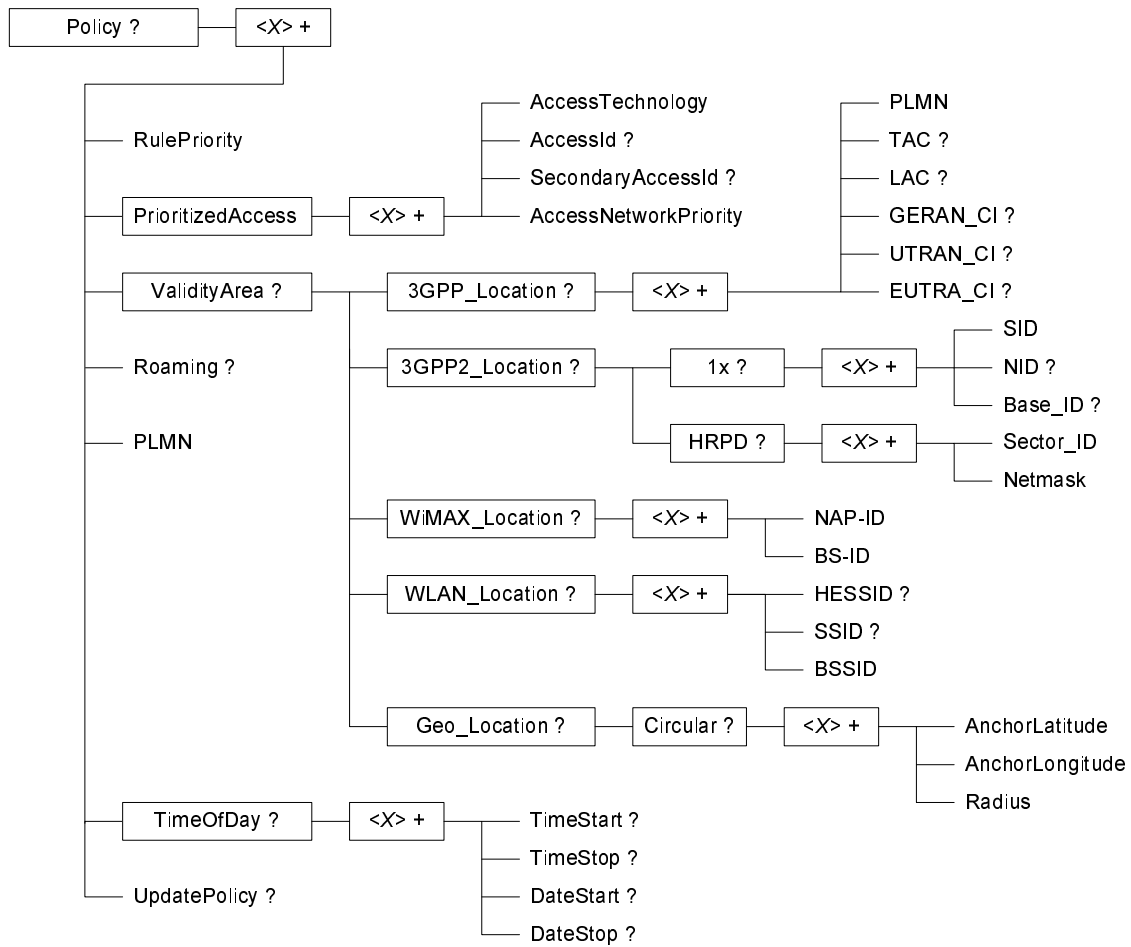 Policy ?
<X> +
RulePriority
PrioritizedAccess
<X> +
AccessTechnology
AccessId ?
SecondaryAccessId ?
AccessNetworkPriority
ValidityArea ?
3GPP_Location ?
<X> +
PLMN
TAC ?
LAC ?
GERAN_CI ?
UTRAN_CI ?
EUTRA_CI ?
3GPP2_Location ?
1x ?
<X> +
SID
NID ?
Base_ID ?
HRPD ?
<X> +
Sector_ID
Netmask
WiMAX_Location ?
<X> +
NAP-ID
BS-ID
WLAN_Location ?
<X> +
HESSID ?
SSID ?
BSSID
Geo_Location ?
Circular ?
<X> +
AnchorLatitude
AnchorLongitude
Radius
Roaming ?
PLMN
TimeOfDay ?
<X> +
TimeStart ?
TimeStop ?
DateStart ?
DateStop ?
UpdatePolicy ?